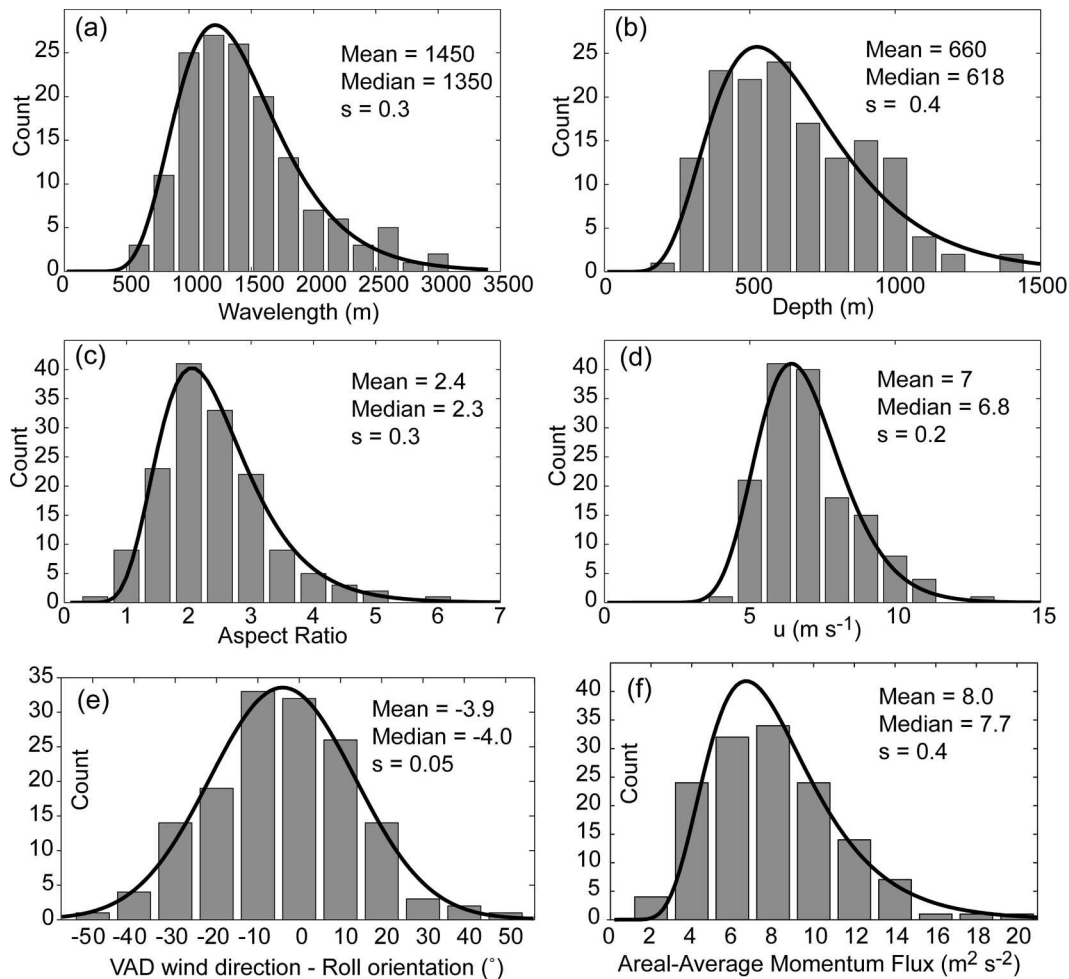 (a)
Mean = 1450
Median = 1350
s = 0.3
Count
25
20
15
10
5
0
0 500 1000 1500 2000 2500 3000 3500
Wavelength (m)
(b)
Mean = 660
Median = 618
s = 0.4
Count
25
20
15
10
5
0
0 500 1000 1500
Depth (m)
(c)
Mean = 2.4
Median = 2.3
s = 0.3
Count
40
35
30
25
20
15
10
5
0
0 1 2 3 4 5 6 7
Aspect Ratio
(d)
Mean = 7
Median = 6.8
s = 0.2
Count
40
35
30
25
20
15
10
5
0
0 5 10 15
u (m s-1)
(e)
Mean = -3.9
Median = -4.0
s = 0.05
Count
35
30
25
20
15
10
5
0
-50 -40 -30 -20 -10 0 10 20 30 40 50
VAD wind direction - Roll orientation (°)
(f)
Mean = 8.0
Median = 7.7
s = 0.4
Count
40
35
30
25
20
15
10
5
0
2 4 6 8 10 12 14 16 18 20
Areal-Average Momentum Flux (m2 s-2)